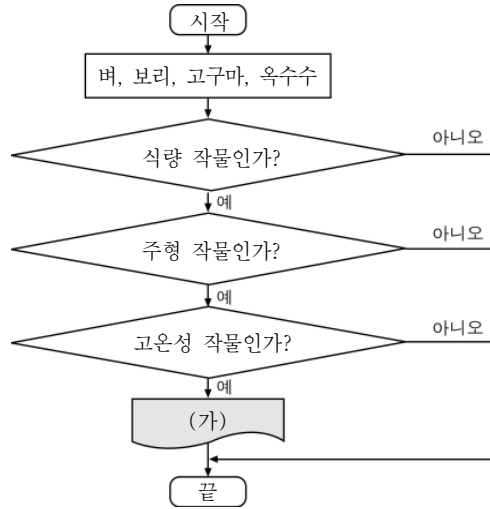 시작
벼, 보리, 고구마, 옥수수
식량 작물인가?
아니오
예
주형 작물인가?
아니오
예
고온성 작물인가?
아니오
예
(가)
끝